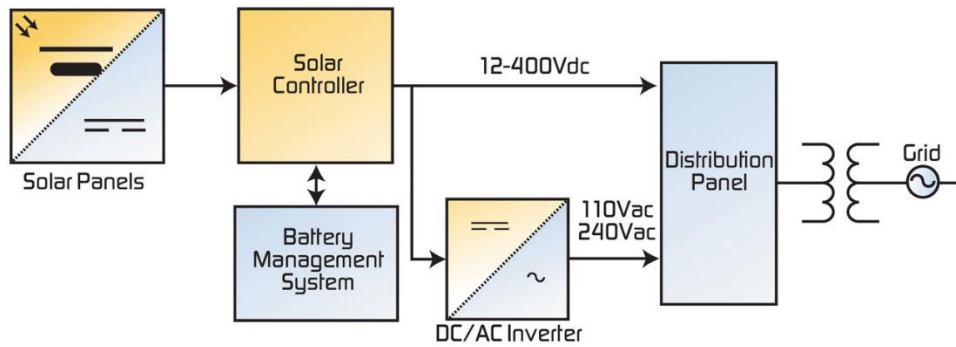 Solar Panels
Solar
Controller
Battery
Management
System
12-400Vdc
DC/AC Inverter
110Vac
240Vac
Distribution
Panel
Grid